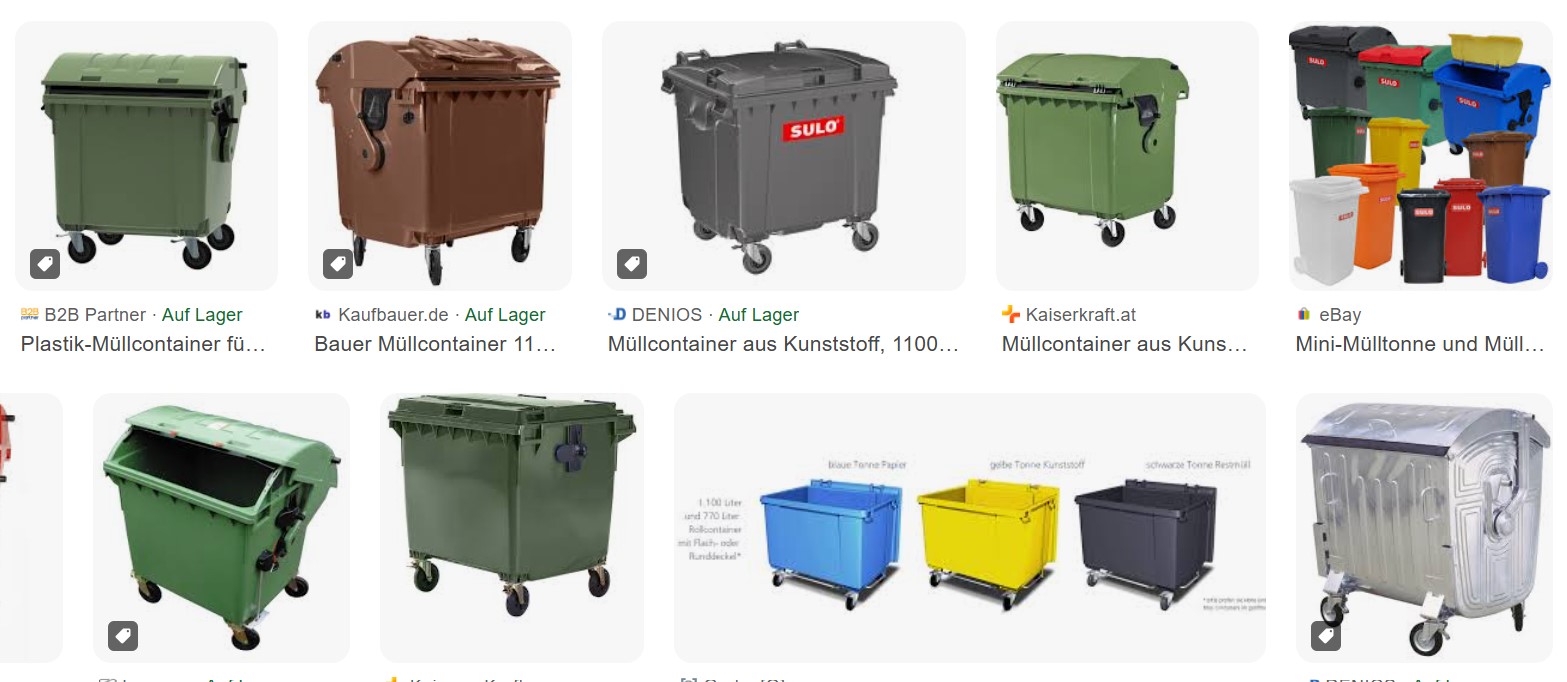 SULO
SULO
SULO
SULO
SULO
SULO
SULO
B2B Partner · Auf Lager
Plastik-Müllcontainer fü…
kb Kaufbauer.de · Auf Lager
Bauer Müllcontainer 11…
DENIOS · Auf Lager
Müllcontainer aus Kunststoff, 1100…
Kaiserkraft.at
Müllcontainer aus Kuns…
eBay
Mini-Mülltonne und Müll…
blaue Tonne Papier
gelbe Tonne Kunststoff
schwarze Tonne Restmüll
1.100 Liter
und 770 Liter
Rollcontainer
mit Flach- oder
Runddeckel*